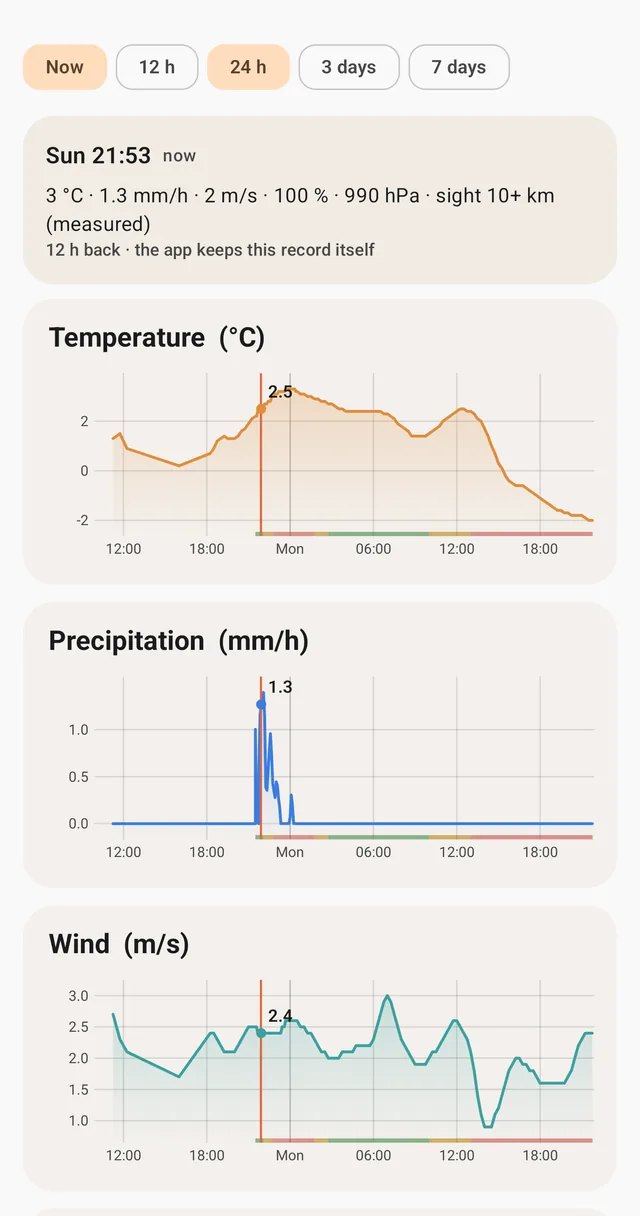 Now
12 h
24 h
3 days
7 days
Sun 21:53 now
3 °C · 1.3 mm/h · 2 m/s · 100 % · 990 hPa · sight 10+ km
(measured)
12 h back · the app keeps this record itself
Temperature (°C)
2.5
2
0
-2
12:00 18:00 Mon 06:00 12:00 18:00
Precipitation (mm/h)
1.3
1.0
0.5
0.0
12:00 18:00 Mon 06:00 12:00 18:00
Wind (m/s)
3.0
2.4
2.5
2.0
1.5
1.0
12:00 18:00 Mon 06:00 12:00 18:00